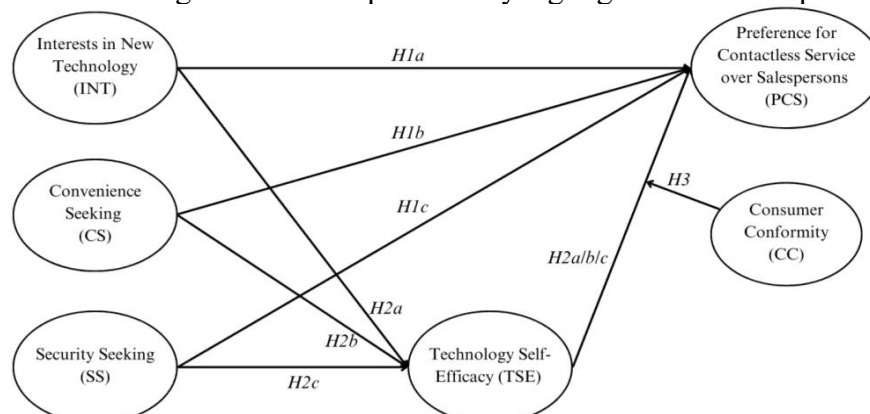 Interests in New
Technology
(INT)
H1a
Preference for
Contactless Service
over Salespersons
(PCS)
H1b
Convenience
Seeking
(CS)
H1c
H3
Consumer
Conformity
(CC)
H2a/b/c
H2a
H2b
Security Seeking
(SS)
H2c
Technology Self-
Efficacy (TSE)